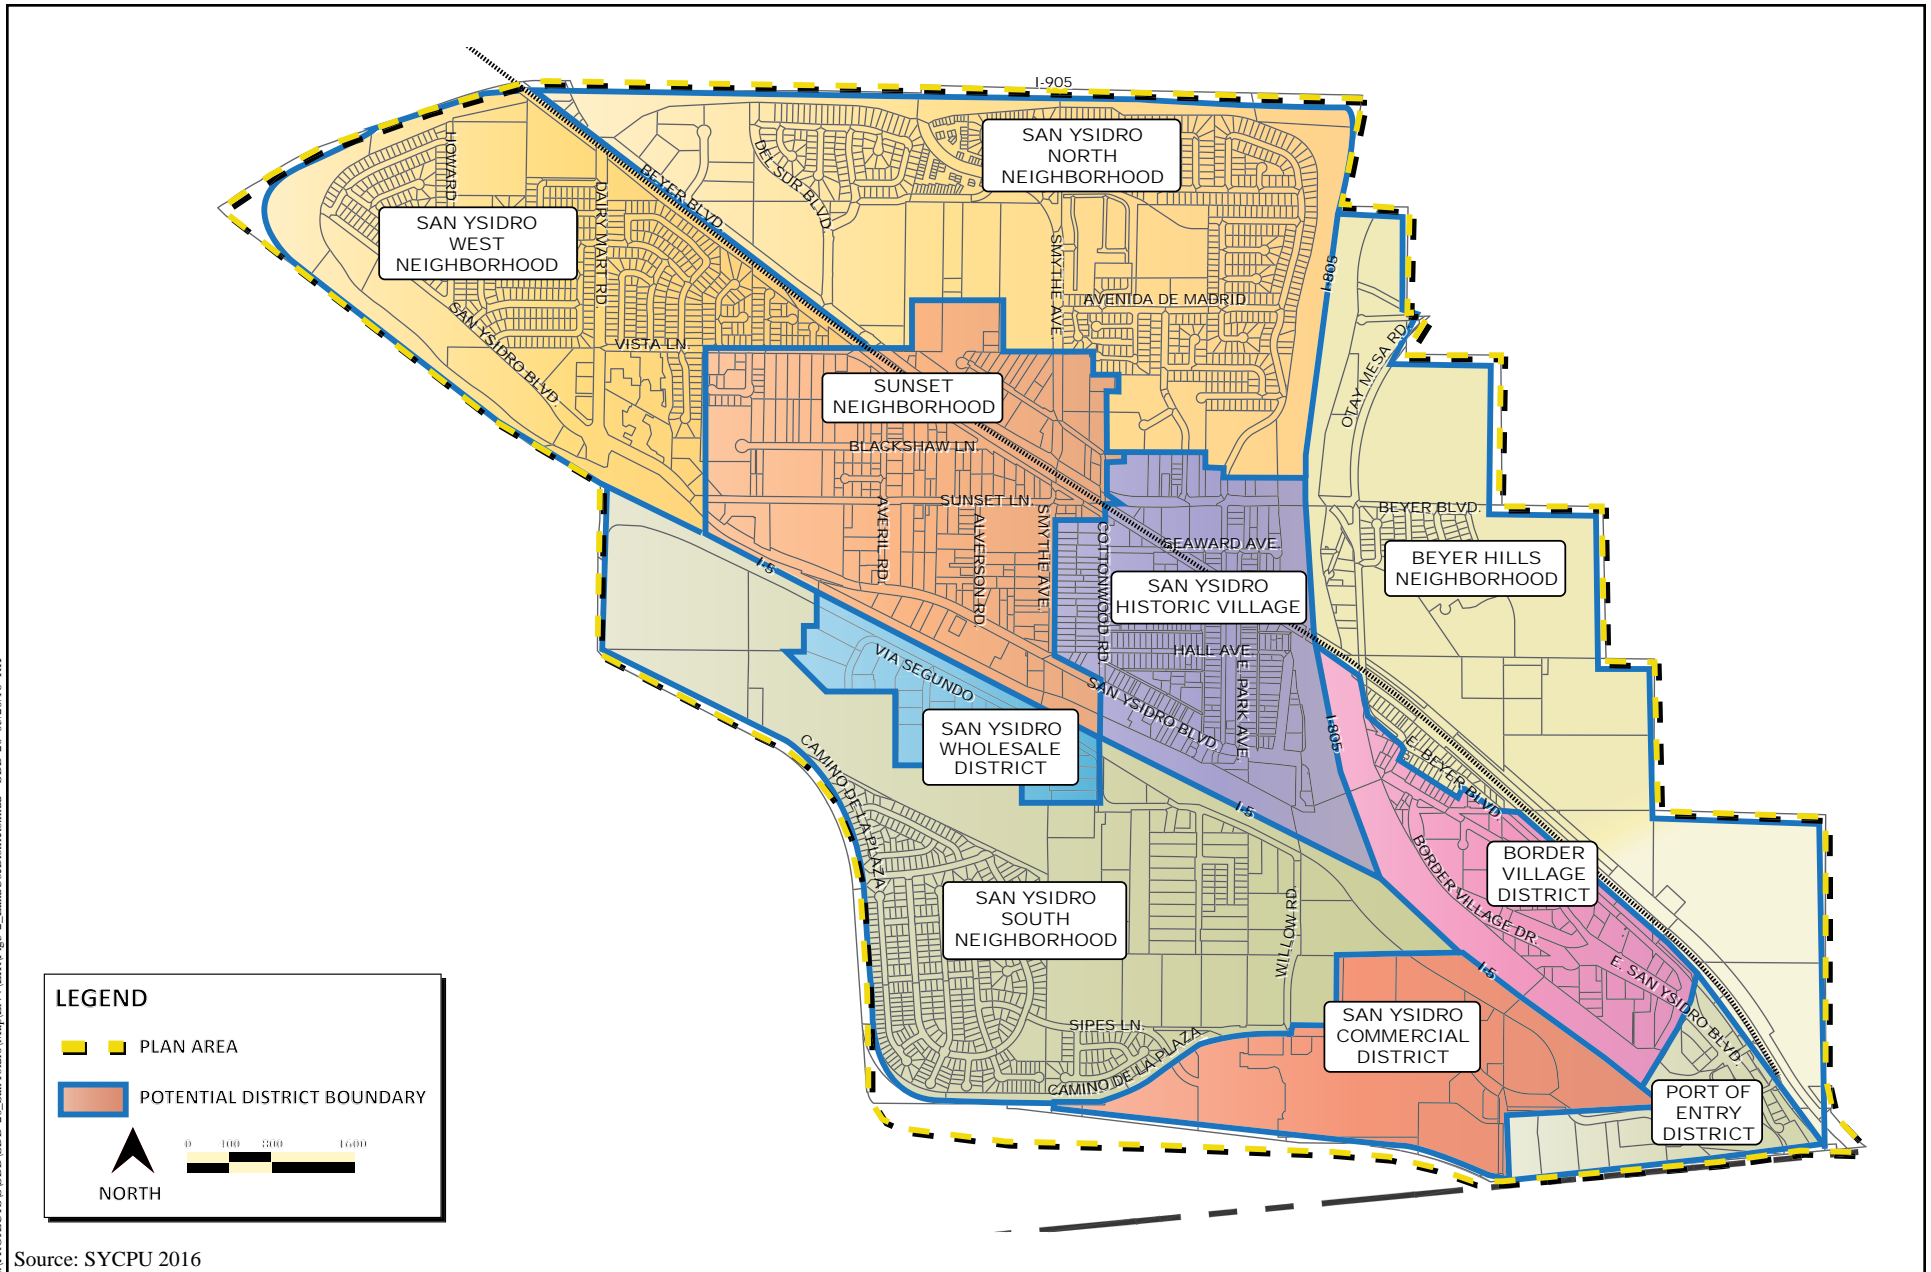 I-905
SAN YSIDRO
NORTH
NEIGHBORHOOD
HOWARD
DEL SUR BLVD.
BEYER BLVD.
DAIRY MART RD.
SAN YSIDRO
WEST
NEIGHBORHOOD
SMYTHE AVE.
I-805
AVENIDA DE MADRID
SAN YSIDRO BLVD.
VISTA LN.
OTAY MESA RD.
SUNSET
NEIGHBORHOOD
BLACKSHAW LN.
SUNSET LN.
AVERIL RD.
ALVERSON RD.
SMYTHE AVE.
COTTONWOOD RD.
BEYER BLVD.
SEAWARD AVE.
BEYER HILLS
NEIGHBORHOOD
I-5
SAN YSIDRO
HISTORIC VILLAGE
HALL AVE.
E. PARK AVE.
VIA SEGUNDO
SAN YSIDRO BLVD.
I-805
SAN YSIDRO
WHOLESALE
DISTRICT
E. BEYER BLVD.
CAMINO DE LA PLAZA
I-5
BORDER
VILLAGE
DISTRICT
BORDER VILLAGE DR.
SAN YSIDRO
SOUTH
NEIGHBORHOOD
WILLOW RD.
I-5
E. SAN YSIDRO BLVD.
SIPES LN.
SAN YSIDRO
COMMERCIAL
DISTRICT
CAMINO DE LA PLAZA
PORT OF
ENTRY
DISTRICT
LEGEND
PLAN AREA
POTENTIAL DISTRICT BOUNDARY
0 400 800 1600
NORTH
Source: SYCPU 2016